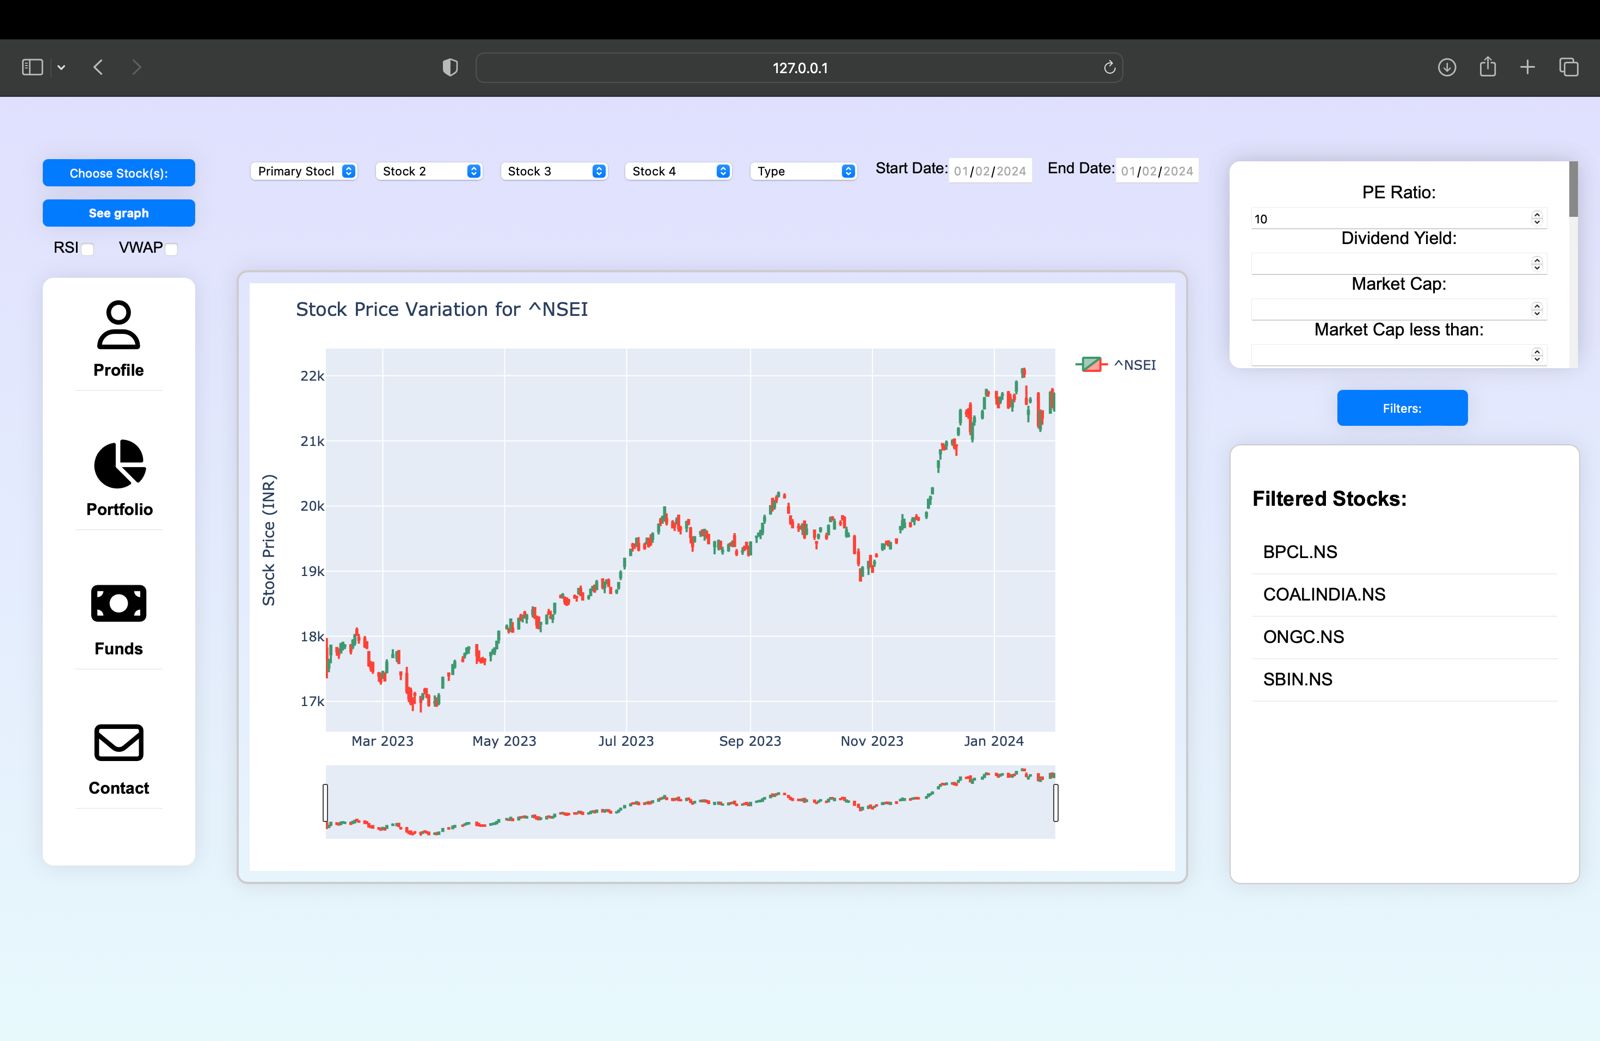 127.0.0.1
Choose Stock(s):
See graph
RSI VWAP
Profile
Portfolio
Funds
Contact
Primary Stocl Stock 2 Stock 3 Stock 4 Type Start Date: 01/02/2024 End Date: 01/02/2024
Stock Price Variation for ^NSEI
^NSEI
Stock Price (INR)
22k
21k
20k
19k
18k
17k
Mar 2023 May 2023 Jul 2023 Sep 2023 Nov 2023 Jan 2024
PE Ratio:
10
Dividend Yield:
Market Cap:
Market Cap less than:
Filters:
Filtered Stocks:
BPCL.NS
COALINDIA.NS
ONGC.NS
SBIN.NS